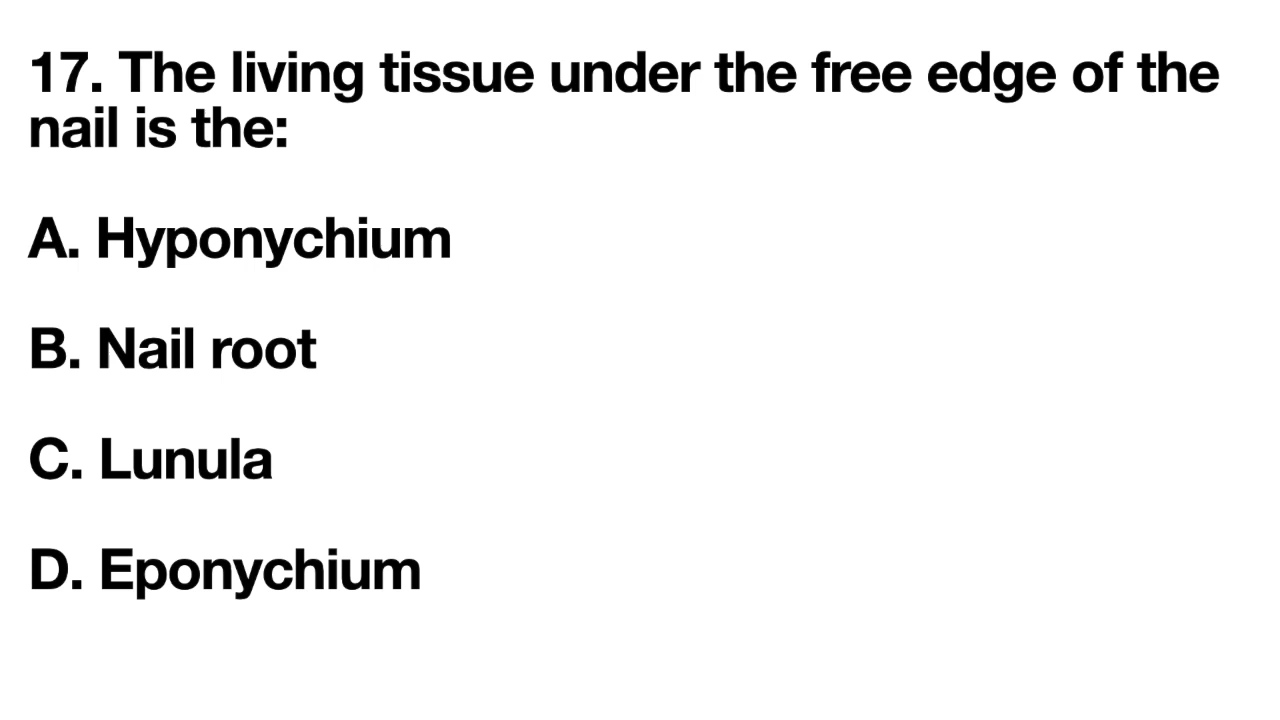 17. The living tissue under the free edge of the
nail is the:
A. Hyponychium
B. Nail root
C. Lunula
D. Eponychium